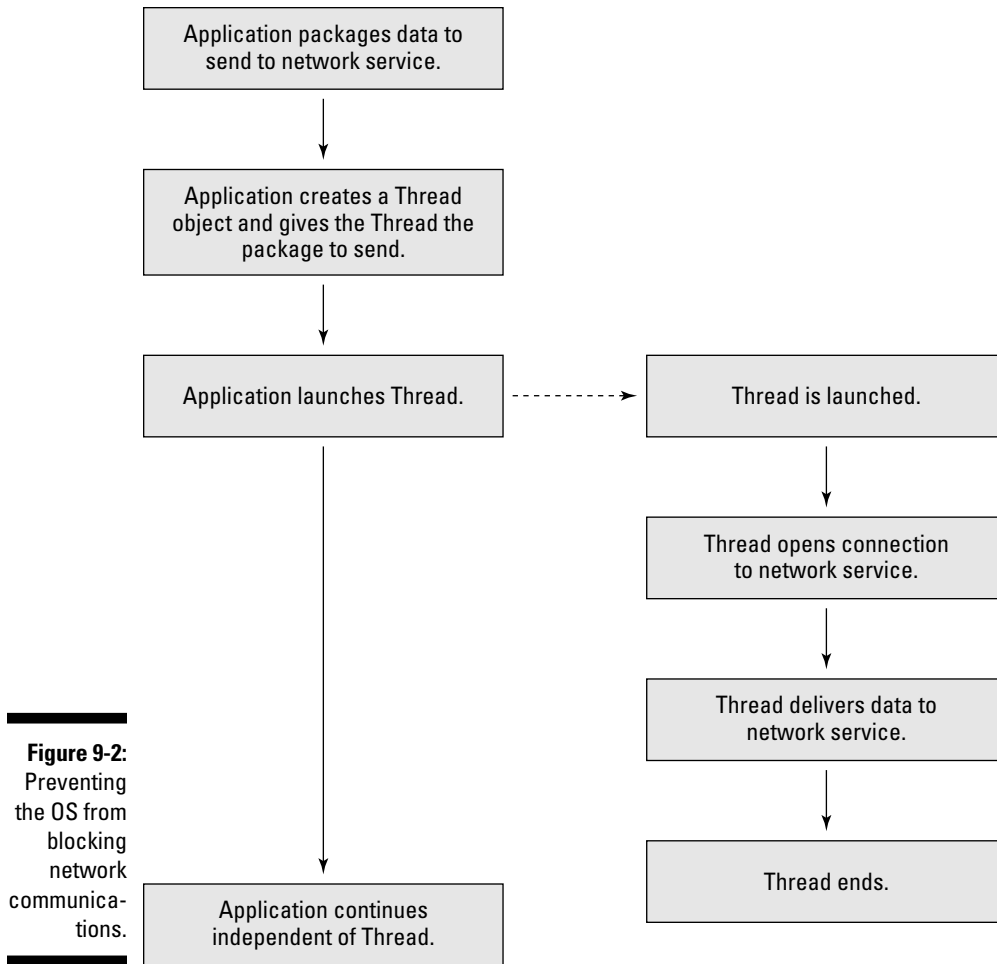 Application packages data to
send to network service.
Application creates a Thread
object and gives the Thread the
package to send.
Application launches Thread.
Thread is launched.
Thread opens connection
to network service.
Thread delivers data to
network service.
Thread ends.
Application continues
independent of Thread.
Figure 9-2:
Preventing
the OS from
blocking
network
communica-
tions.